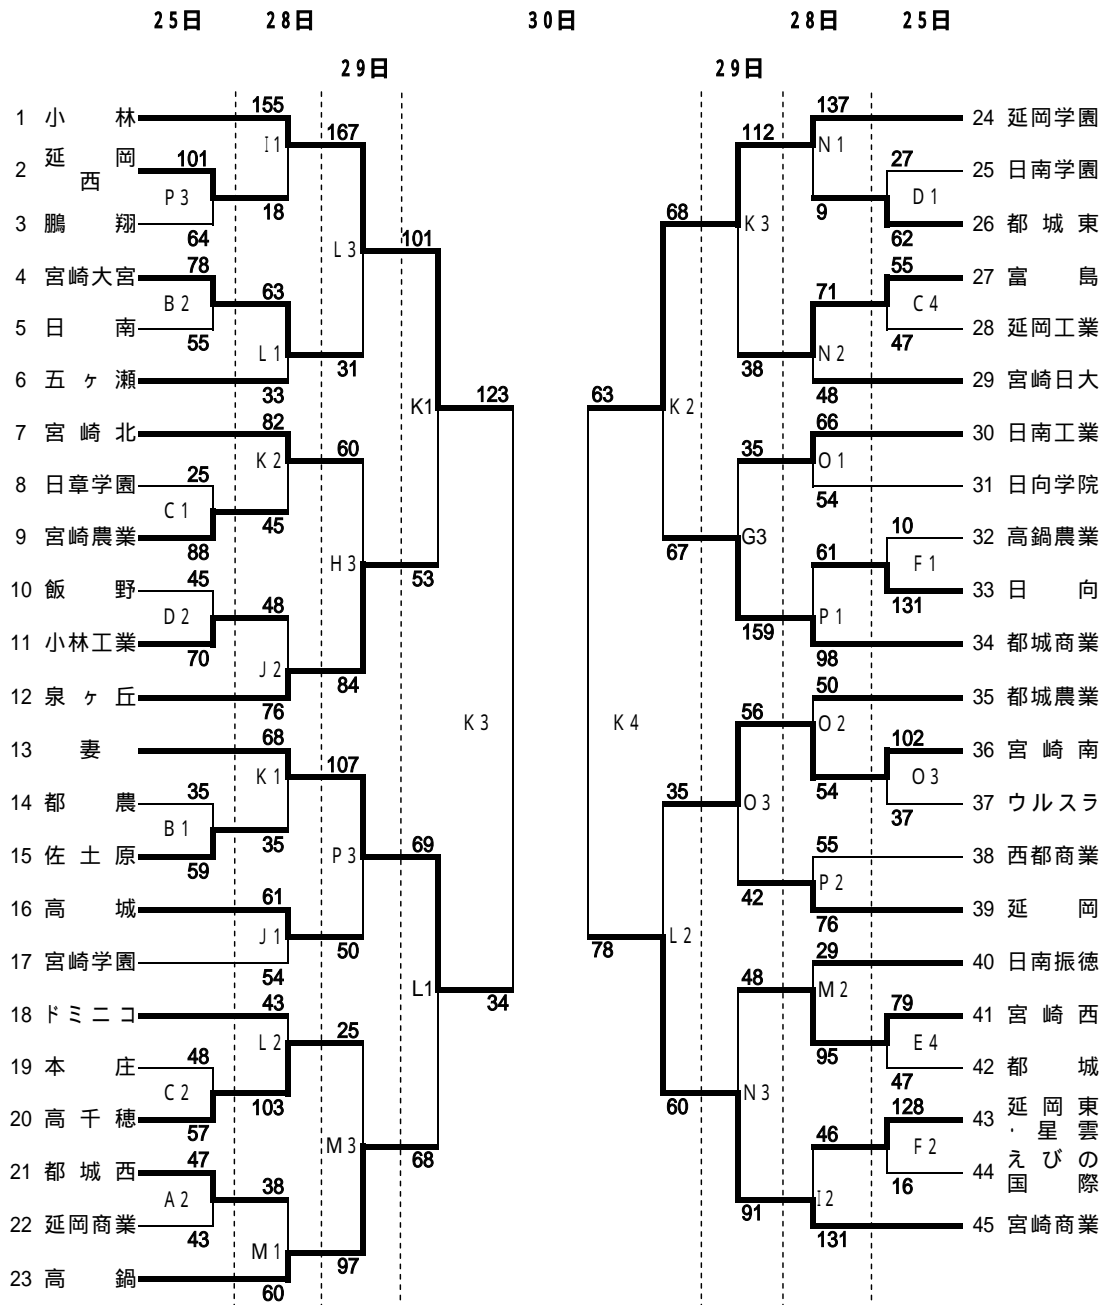 25日 28日 30日 28日 25日
29日 29日
155 137
1 小 林 24 延岡学園
167 112
I1 N1
2 延 岡 西 101 27 25 日南学園
P3 D1
18 9
3 鵬 翔 64 62 26 都 城 東
101 68
L3 K3
4 宮崎大宮 78 55 27 富 島
63 71
B2 C4
5 日 南 55 47 28 延岡工業
L1 N2
31 38
6 五 ヶ 瀬 33 48 29 宮崎日大
123 63
K1 K2
7 宮 崎 北 82 66 30 日南工業
60 35
K2 O1
8 日章学園 25 54 31 日向学院
C1
45
9 宮崎農業 88 10 32 高鍋農業
H3 53 67 G3
10 飯 野 45 61 F1
33 日 向 131
D2 48 159 P1
11 小林工業 70 98 34 都城商業
J2 84
12 泉 ヶ 丘 76 50 35 都城農業
K3 K4
56 O2
13 妻 68 102 36 宮 崎 南
107
K1 54 O3
14 都 農 35 37 37 ウルスラ
B1 35 35 O3
15 佐 土 原 59 55 38 西都商業
P3 69
42 P2
16 高 城 61 76 39 延 岡
J1 50 78 L2
17 宮崎学園 54 29 40 日南振徳
L1 34 48 M2
18 ドミニコ 43 79 41 宮 崎 西
25
L2 95 E4
19 本 庄 48 47 42 都 城
C2 103 60 N3
20 高 千 穂 57 128 43 延 岡 東 ・ 星 雲
M3 68 46 F2
21 都 城 西 47 16 44 え び の 国 際
A2 38 91 I2
22 延岡商業 43 131 45 宮崎商業
M1 97
23 高 鍋 60